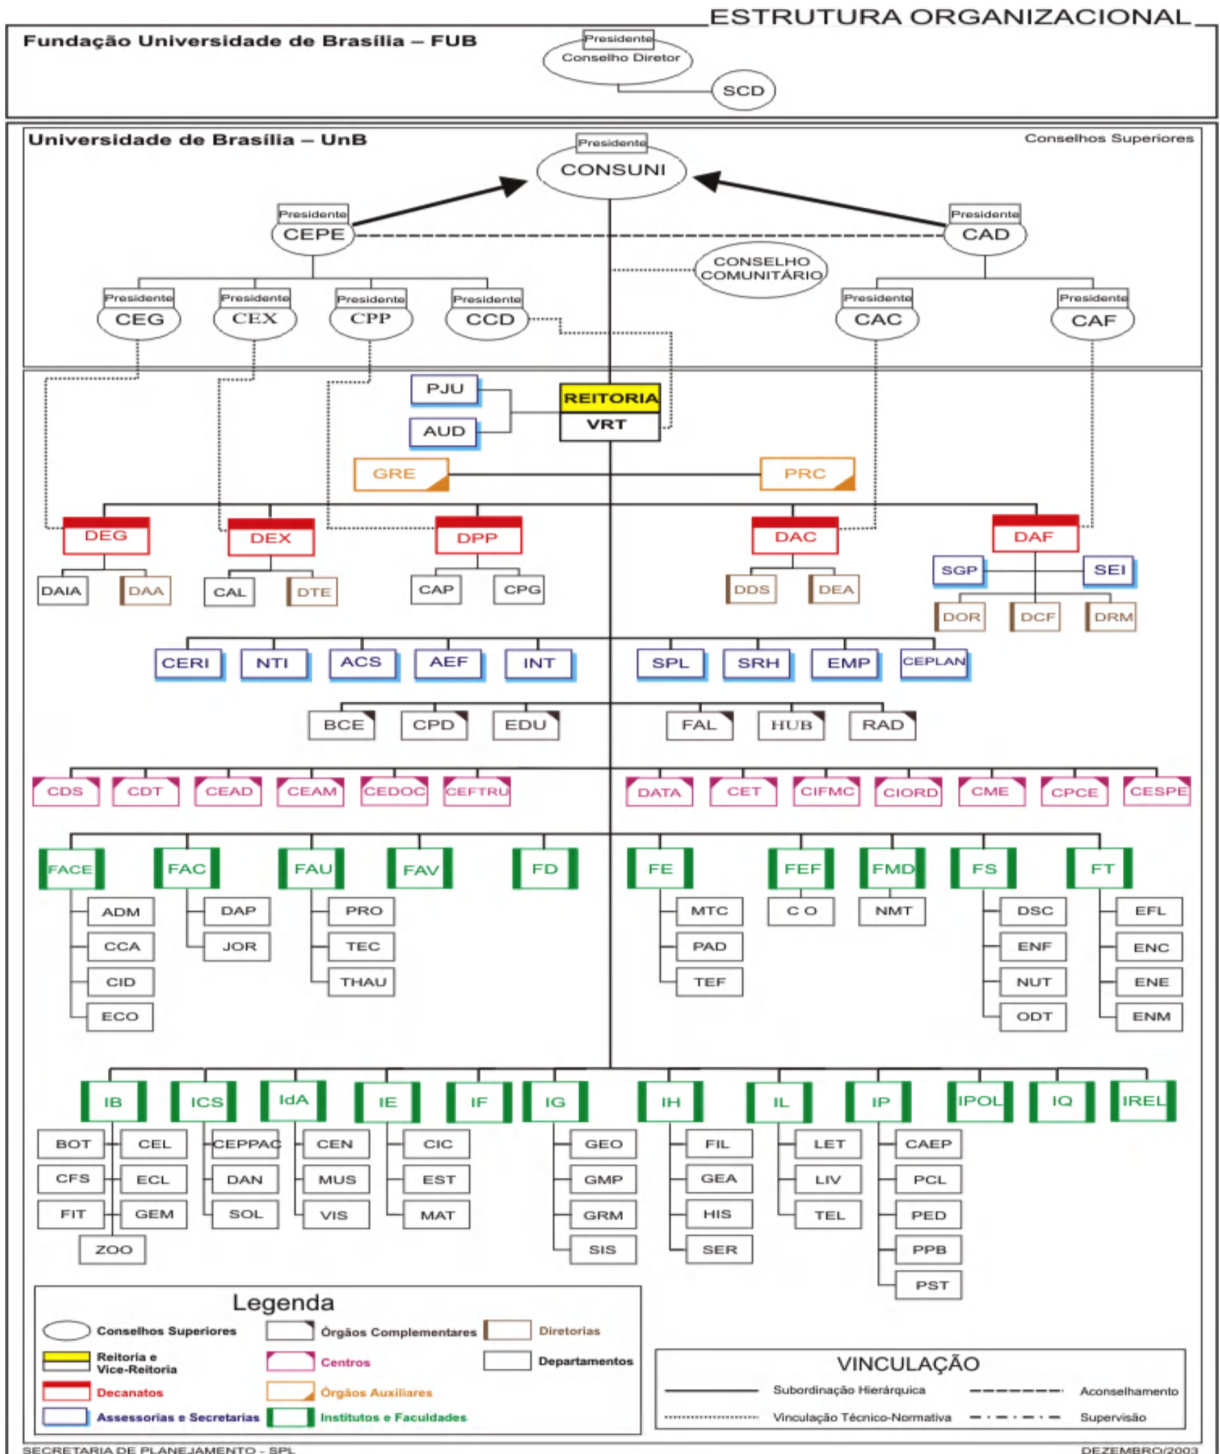 ESTRUTURA ORGANIZACIONAL
Fundação Universidade de Brasília – FUB
Presidente
Conselho Diretor
SCD
Universidade de Brasília – UnB
Conselhos Superiores
Presidente
CONSUNI
Presidente
CEPE
Presidente
CAD
CONSELHO
COMUNITÁRIO
Presidente Presidente Presidente Presidente Presidente Presidente
CEG CEX CPP CCD CAC CAF
PJU
REITORIA
AUD
VRT
GRE PRC
DEG DEX DPP DAC DAF
SGP SEI
DAIA DAA CAL DTE CAP CPG DDS DEA
DOR DCF DRM
CERI NTI ACS AEF INT SPL SRH EMP CEPLAN
BCE CPD EDU FAL HUB RAD
CDS CDT CEAD CEAM CEDOC CEFTRU DATA CET CIFMC CIORD CME CPCE CESPE
FACE FAC FAU FAV FD FE FEF FMD FS FT
ADM DAP PRO MTC C O NMT DSC EFL
CCA JOR TEC PAD ENF ENC
CID THAU TEF NUT ENE
ECO ODT ENM
IB ICS IdA IE IF IG IH IL IP IPOL IQ IREL
BOT CEL CEPPAC CEN CIC GEO FIL LET CAEP
CFS ECL DAN MUS EST GMP GEA LIV PCL
FIT GEM SOL VIS MAT GRM HIS TEL PED
ZOO SIS SER PPB
PST
Legenda
Conselhos Superiores
Órgãos Complementares
Diretorias
Reitoria e
Vice-Reitoria
Centros
Departamentos
Decanatos
Órgãos Auxiliares
Assessorias e Secretarias
Institutos e Faculdades
VINCULAÇÃO
Subordinação Hierárquica
Aconselhamento
Vinculação Técnico-Normativa
Supervisão
SECRETARIA DE PLANEJAMENTO - SPL
DEZEMBRO/2003